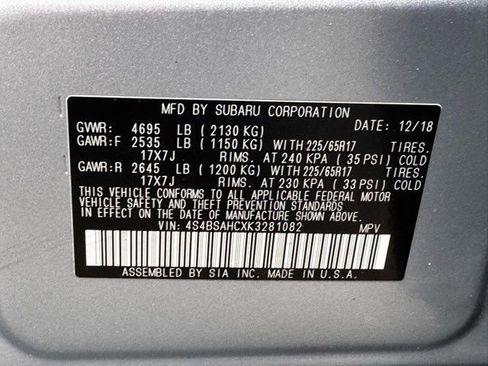 MFD BY SUBARU CORPORATION
GVWR: 4695 LB ( 2130 KG) DATE: 12/18
GAWR:F 2535 LB ( 1150 KG) WITH 225/65R17 TIRES.
17X7J RIMS. AT 240 KPA ( 35 PSI) COLD
GAWR:R 2645 LB ( 1200 KG) WITH 225/65R17 TIRES.
17X7J RIMS. AT 230 KPA ( 33 PSI) COLD
THIS VEHICLE CONFORMS TO ALL APPLICABLE FEDERAL MOTOR
VEHICLE SAFETY AND THEFT PREVENTION STANDARDS
IN EFFECT ON THE DATE OF MANUFACTURE SHOWN ABOVE.
VIN: 4S4BSAHCXK3281082 MPV
ASSEMBLED BY SIA INC. MADE IN U.S.A.